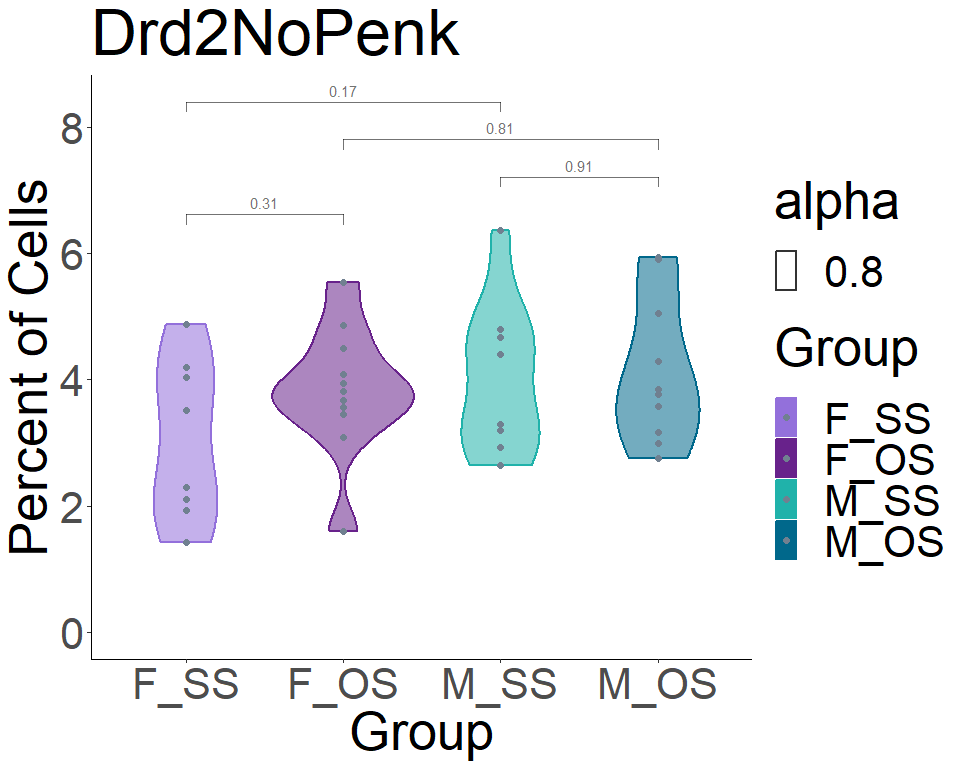 Drd2NoPenk
0.17
0.81
0.91
0.31
8
6
4
2
0
Percent of Cells
F_SS F_OS M_SS M_OS
Group
alpha
0.8
Group
F_SS
F_OS
M_SS
M_OS